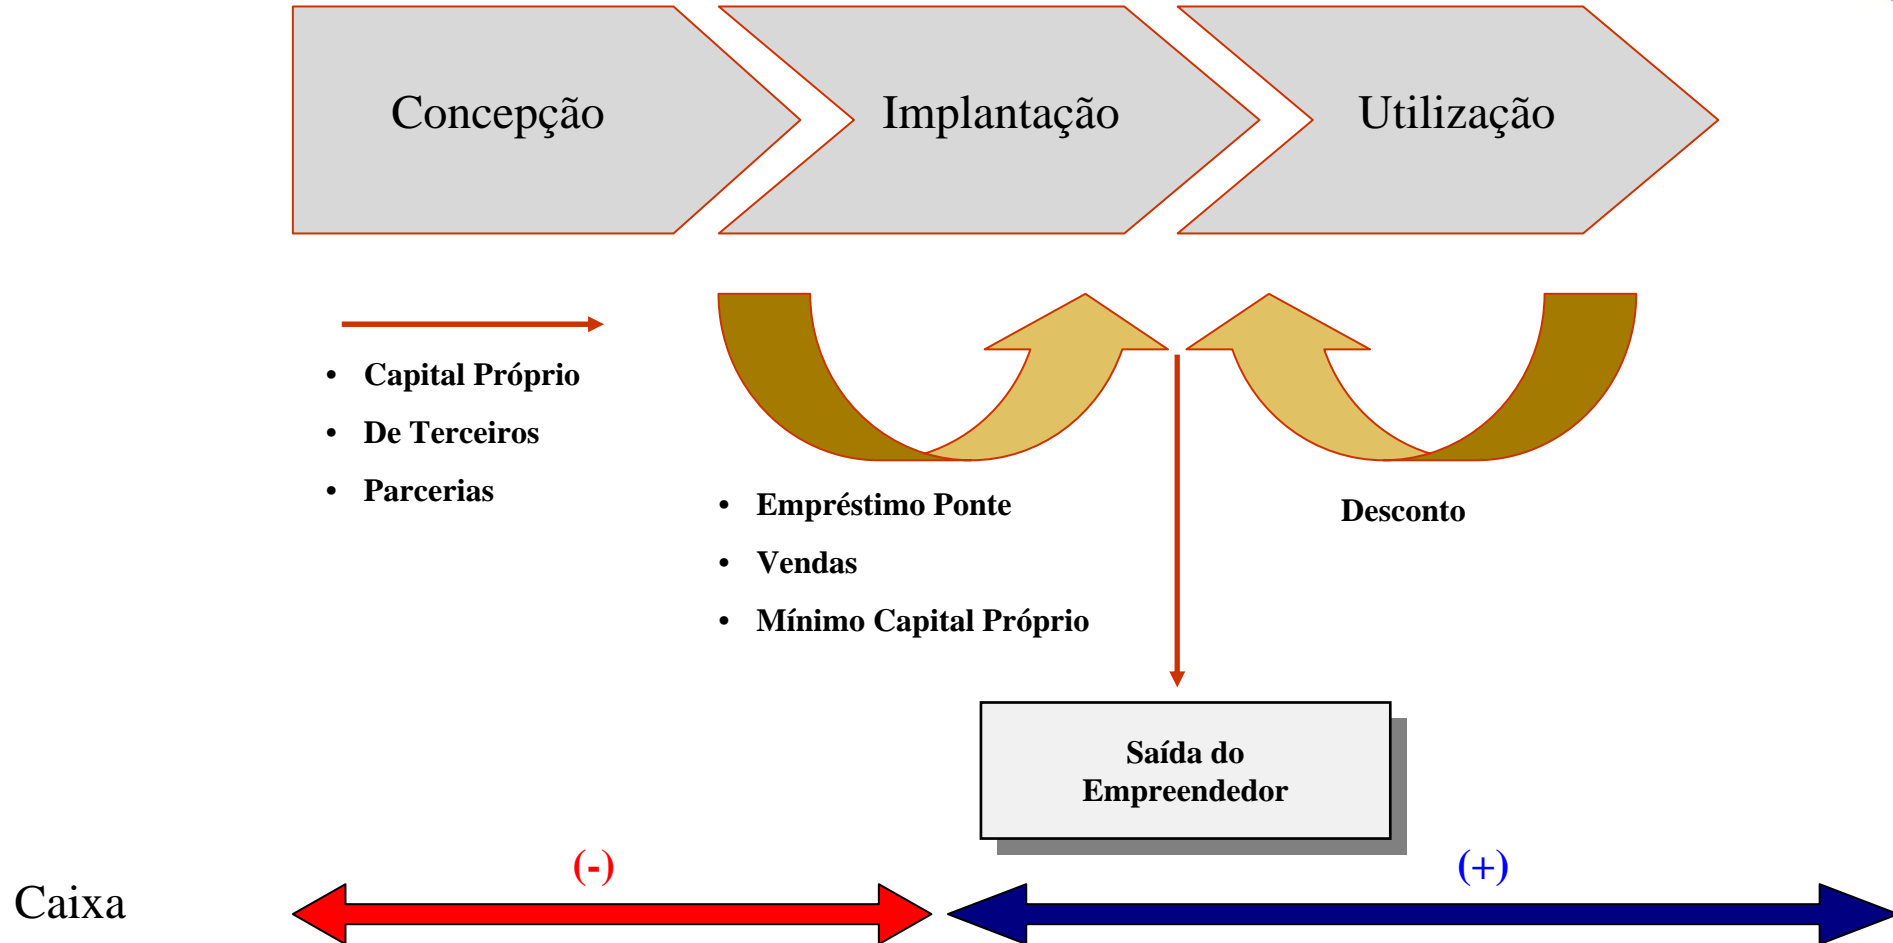 Concepção
Implantação
Utilização
• Capital Próprio
• De Terceiros
• Parcerias
• Empréstimo Ponte
• Vendas
• Mínimo Capital Próprio
Desconto
Saída do
Empreendedor
(-)
(+)
Caixa